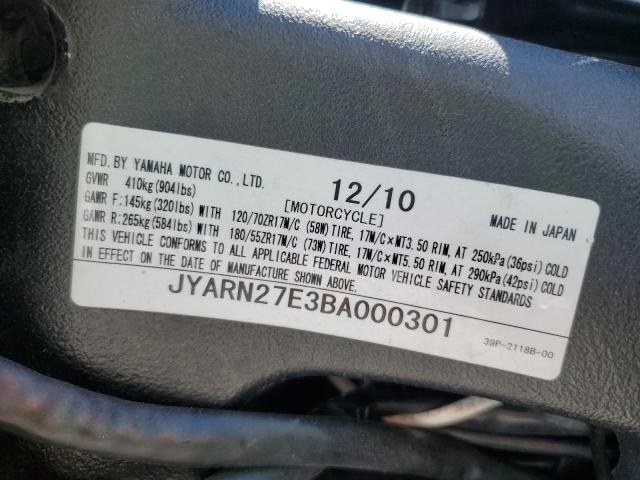 MFD. BY YAMAHA MOTOR CO., LTD.
12/10
MADE IN JAPAN
GVWR 410kg(904lbs)
[MOTORCYCLE]
GAWR F:145kg(320lbs) WITH 120/70ZR17M/C (58W) TIRE, 17M/C×MT3.50 RIM, AT 250kPa(36psi) COLD
GAWR R:265kg(584lbs) WITH 180/55ZR17M/C (73W) TIRE, 17M/C×MT5.50 RIM, AT 290kPa(42psi) COLD
THIS VEHICLE CONFORMS TO ALL APPLICABLE FEDERAL MOTOR VEHICLE SAFETY STANDARDS
IN EFFECT ON THE DATE OF MANUFACTURE SHOWN ABOVE.
JYARN27E3BA000301
39P-2118B-00